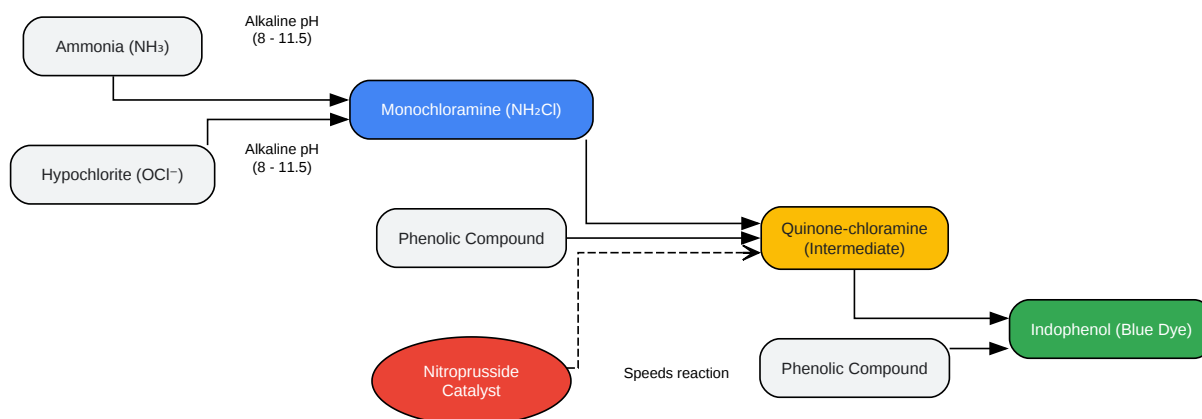 Alkaline pH
(8 - 11.5)
Ammonia (NH₃)
Monochloramine (NH₂Cl)
Alkaline pH
(8 - 11.5)
Hypochlorite (OCl⁻)
Phenolic Compound
Quinone-chloramine
(Intermediate)
Indophenol (Blue Dye)
Nitroprusside
Catalyst
Speeds reaction
Phenolic Compound